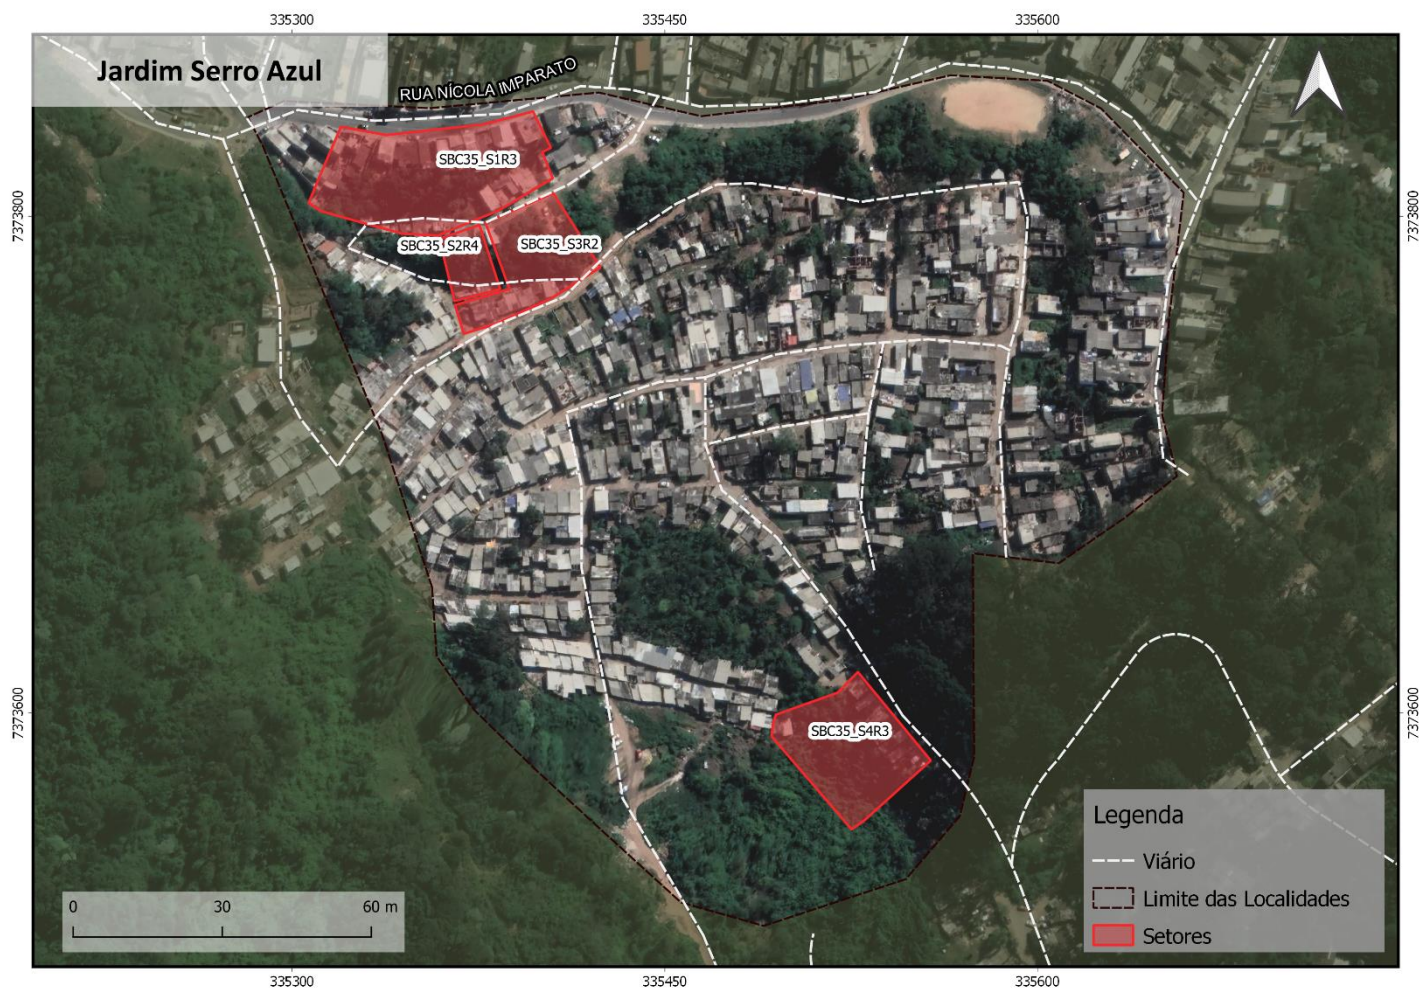 335300
335450
335600
Jardim Serro Azul
RUA NÍCOLA IMPARATO
SBC35_S1R3
7373800
7373800
SBC35_S2R4
SBC35_S3R2
7373600
7373600
SBC35_S4R3
Legenda
Viário
Limite das Localidades
Setores
0 30 60 m
335300
335450
335600